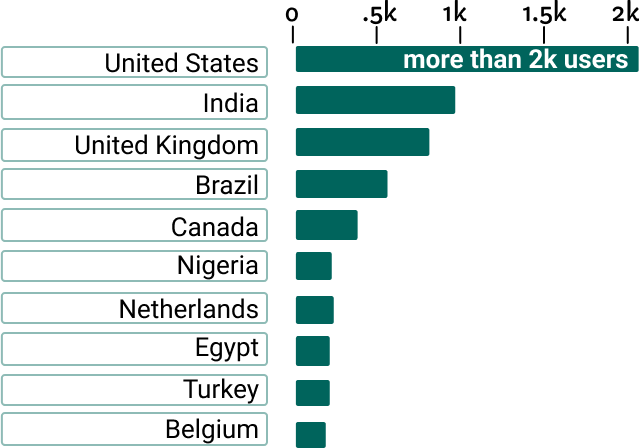 0 .5k 1k 1.5k 2k
United States more than 2k users
India
United Kingdom
Brazil
Canada
Nigeria
Netherlands
Egypt
Turkey
Belgium